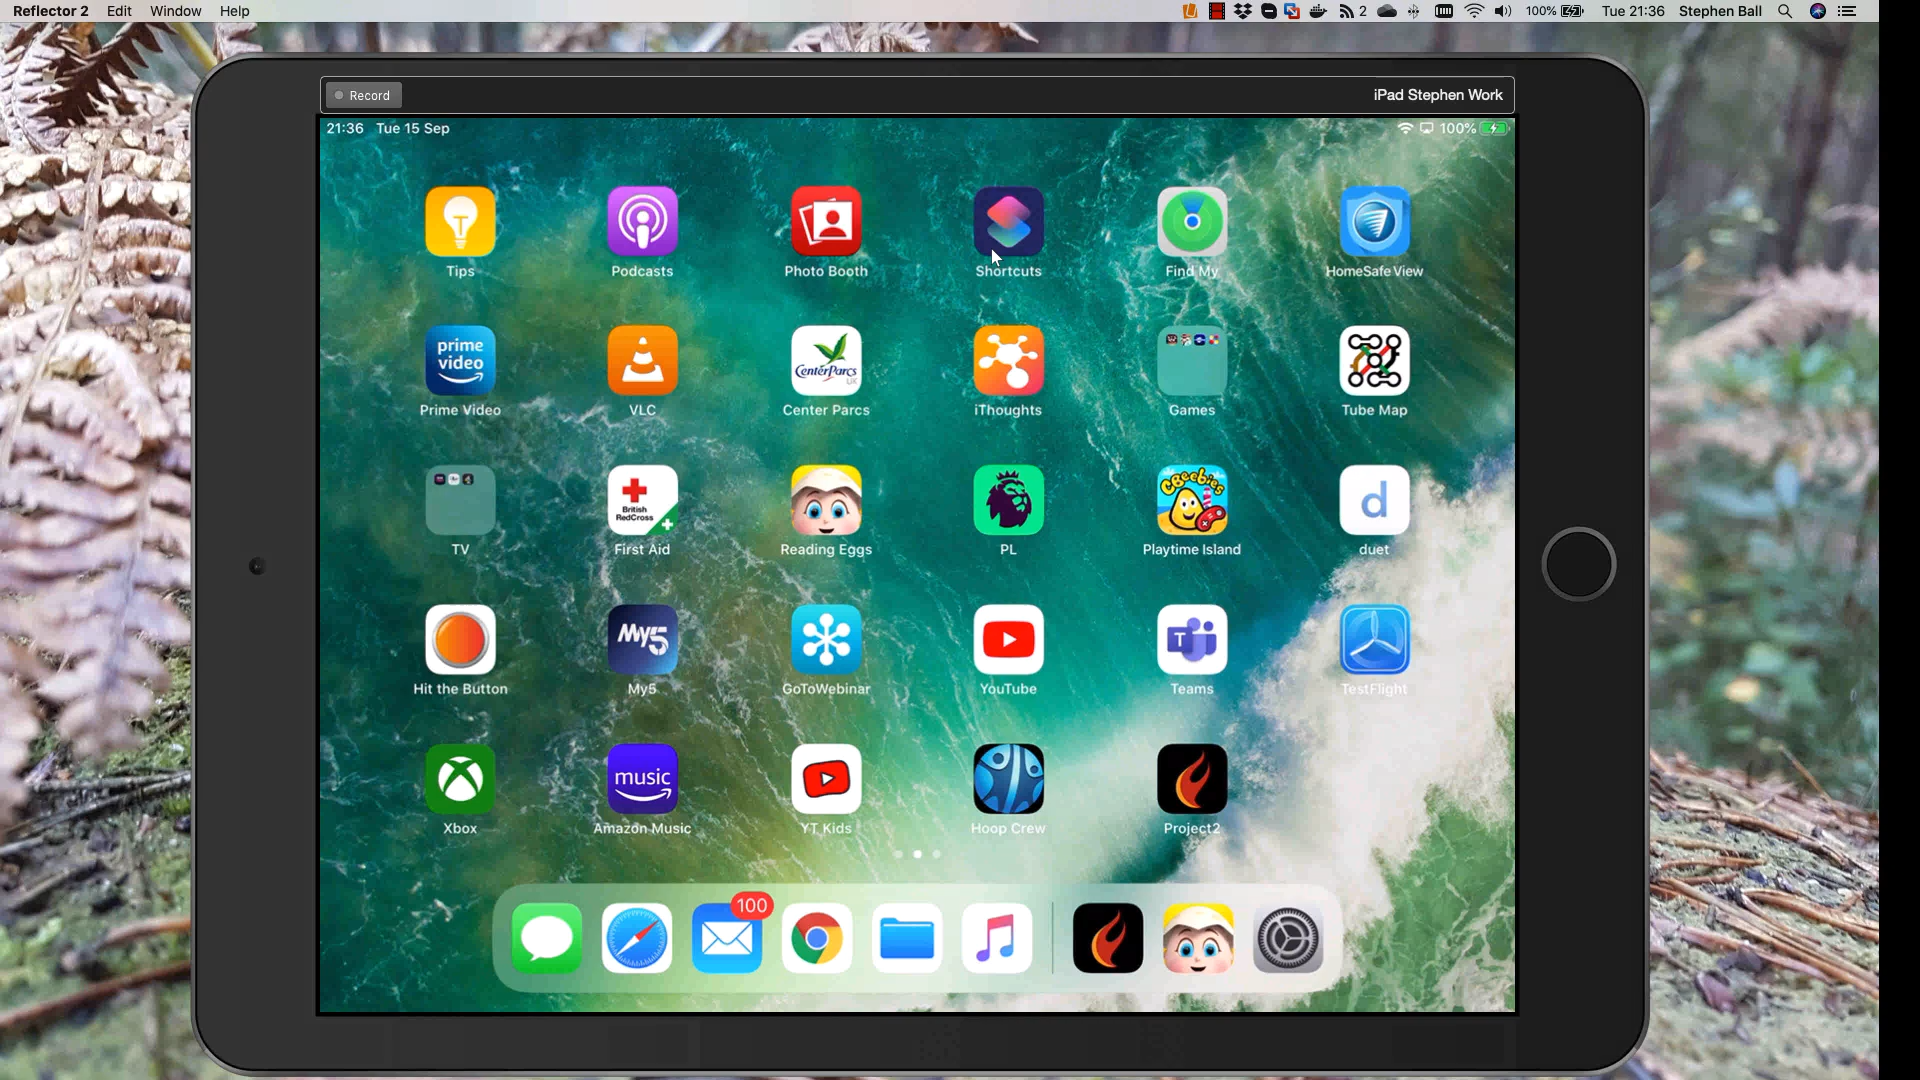 Reflector 2 Edit Window Help 2 100% Tue 21:36 Stephen Ball
Record iPad Stephen Work
21:36 Tue 15 Sep 100%
Tips Podcasts Photo Booth Shortcuts Find My HomeSafe View
prime
video
CenterParcs
UK
Prime Video VLC Center Parcs iThoughts Games Tube Map
British
RedCross
CBeebies
d
TV First Aid Reading Eggs PL Playtime Island duet
My5
T
Hit the Button My5 GoToWebinar YouTube Teams TestFlight
music
Xbox Amazon Music YT Kids Hoop Crew Project2
100